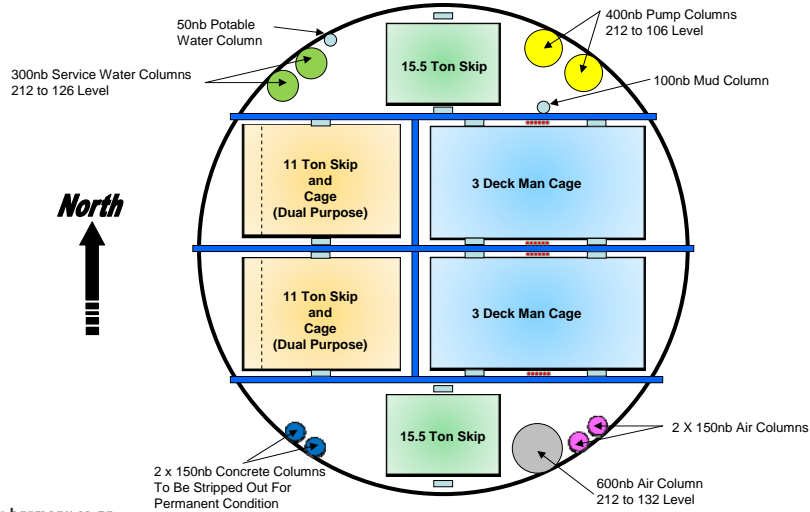 50nb Potable
Water Column
400nb Pump Columns
212 to 106 Level
15.5 Ton Skip
300nb Service Water Columns
212 to 126 Level
100nb Mud Column
11 Ton Skip
and
Cage
(Dual Purpose)
3 Deck Man Cage
North
11 Ton Skip
and
Cage
(Dual Purpose)
3 Deck Man Cage
15.5 Ton Skip
2 X 150nb Air Columns
2 x 150nb Concrete Columns
To Be Stripped Out For
Permanent Condition
600nb Air Column
212 to 132 Level